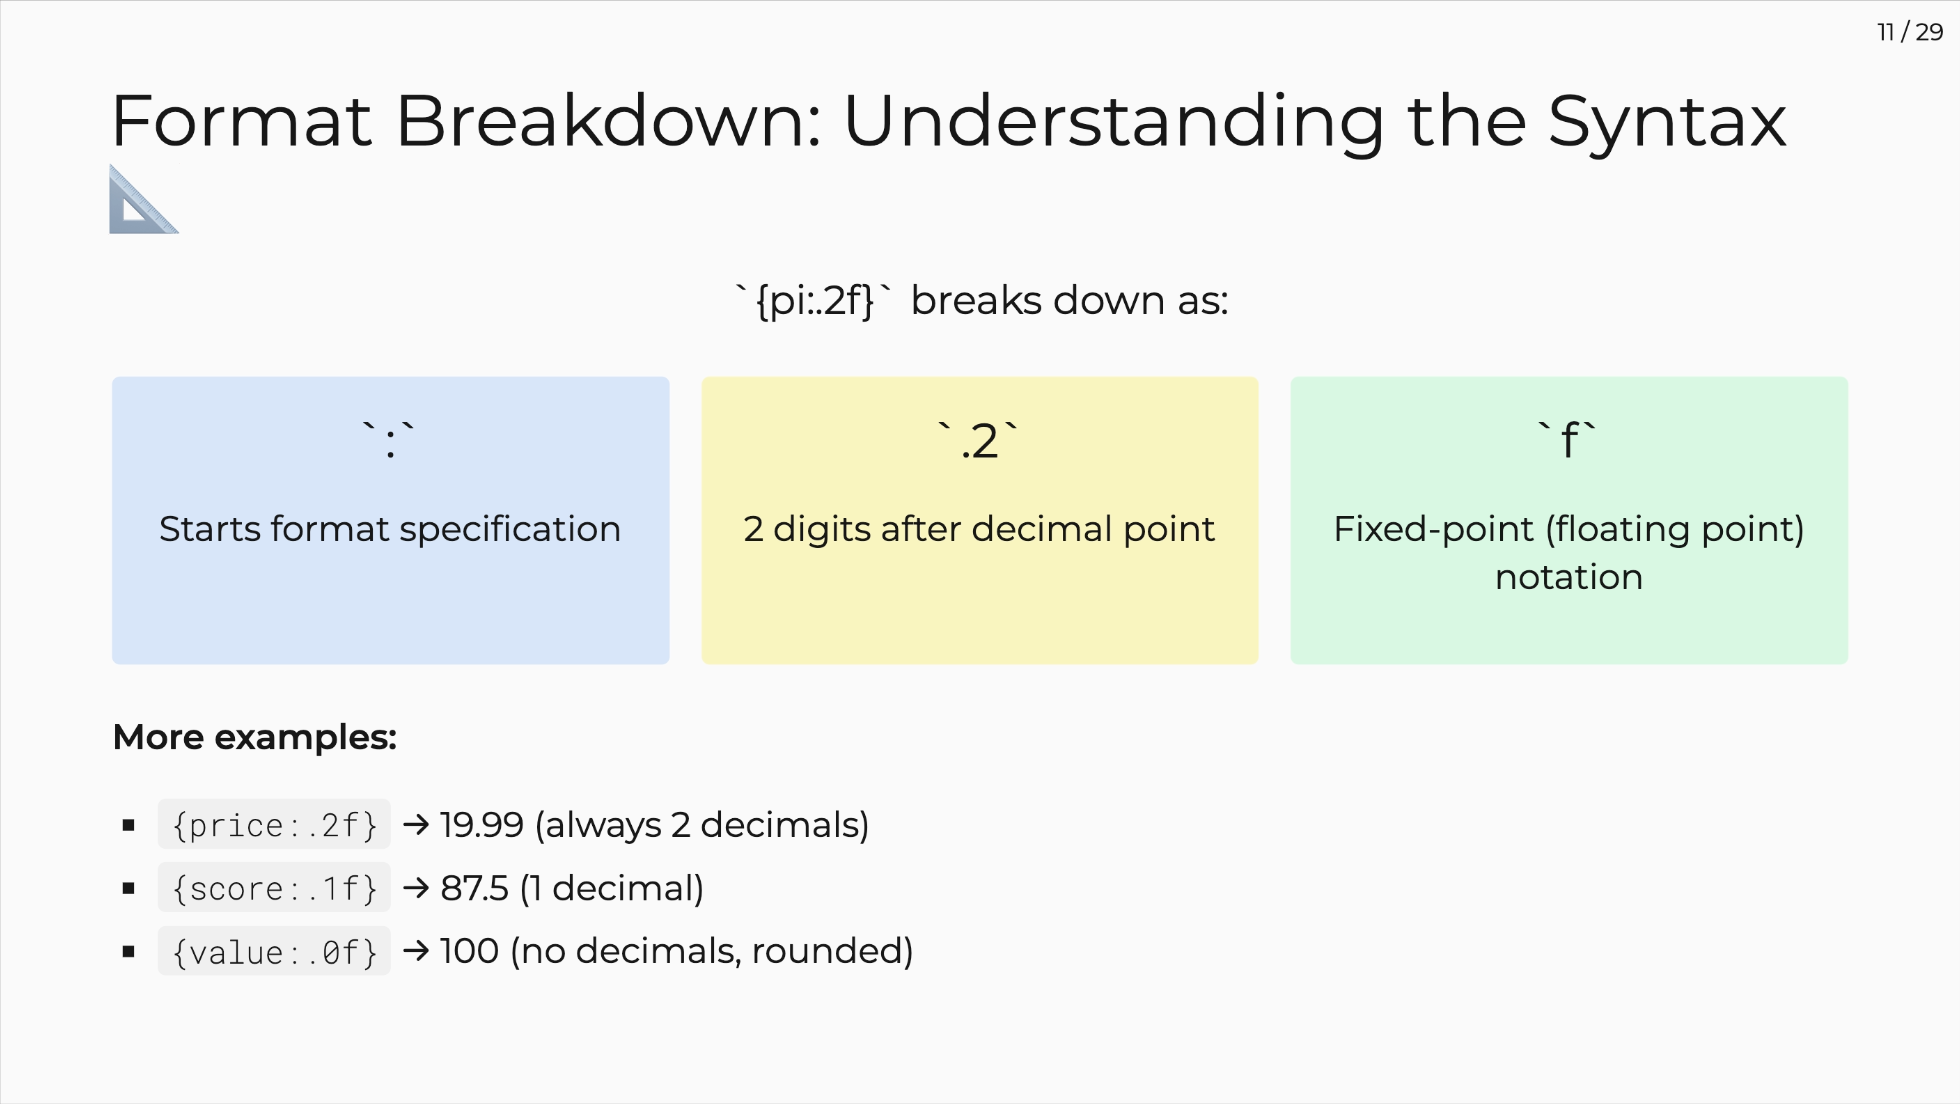 11 / 29
Format Breakdown: Understanding the Syntax
`{pi:.2f}` breaks down as:
`:`
Starts format specification
`.2`
2 digits after decimal point
`f`
Fixed-point (floating point)
notation
More examples:
▪ {price:.2f} → 19.99 (always 2 decimals)
▪ {score:.1f} → 87.5 (1 decimal)
▪ {value:.0f} → 100 (no decimals, rounded)